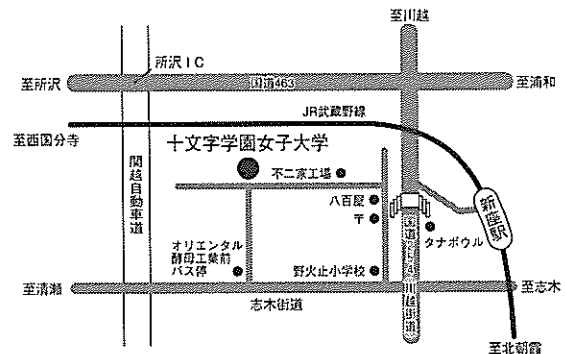 至川越
所沢IC
至所沢
国道463
至浦和
JR武蔵野線
至西国分寺
十文字学園女子大学
関越自動車道
不二家工場
八百屋
〒
新座駅
国道254川越街道
タナボウル
オリエンタル
酵母工業前
バス停
野火止小学校
至清瀬
志木街道
至志木
至北朝霞